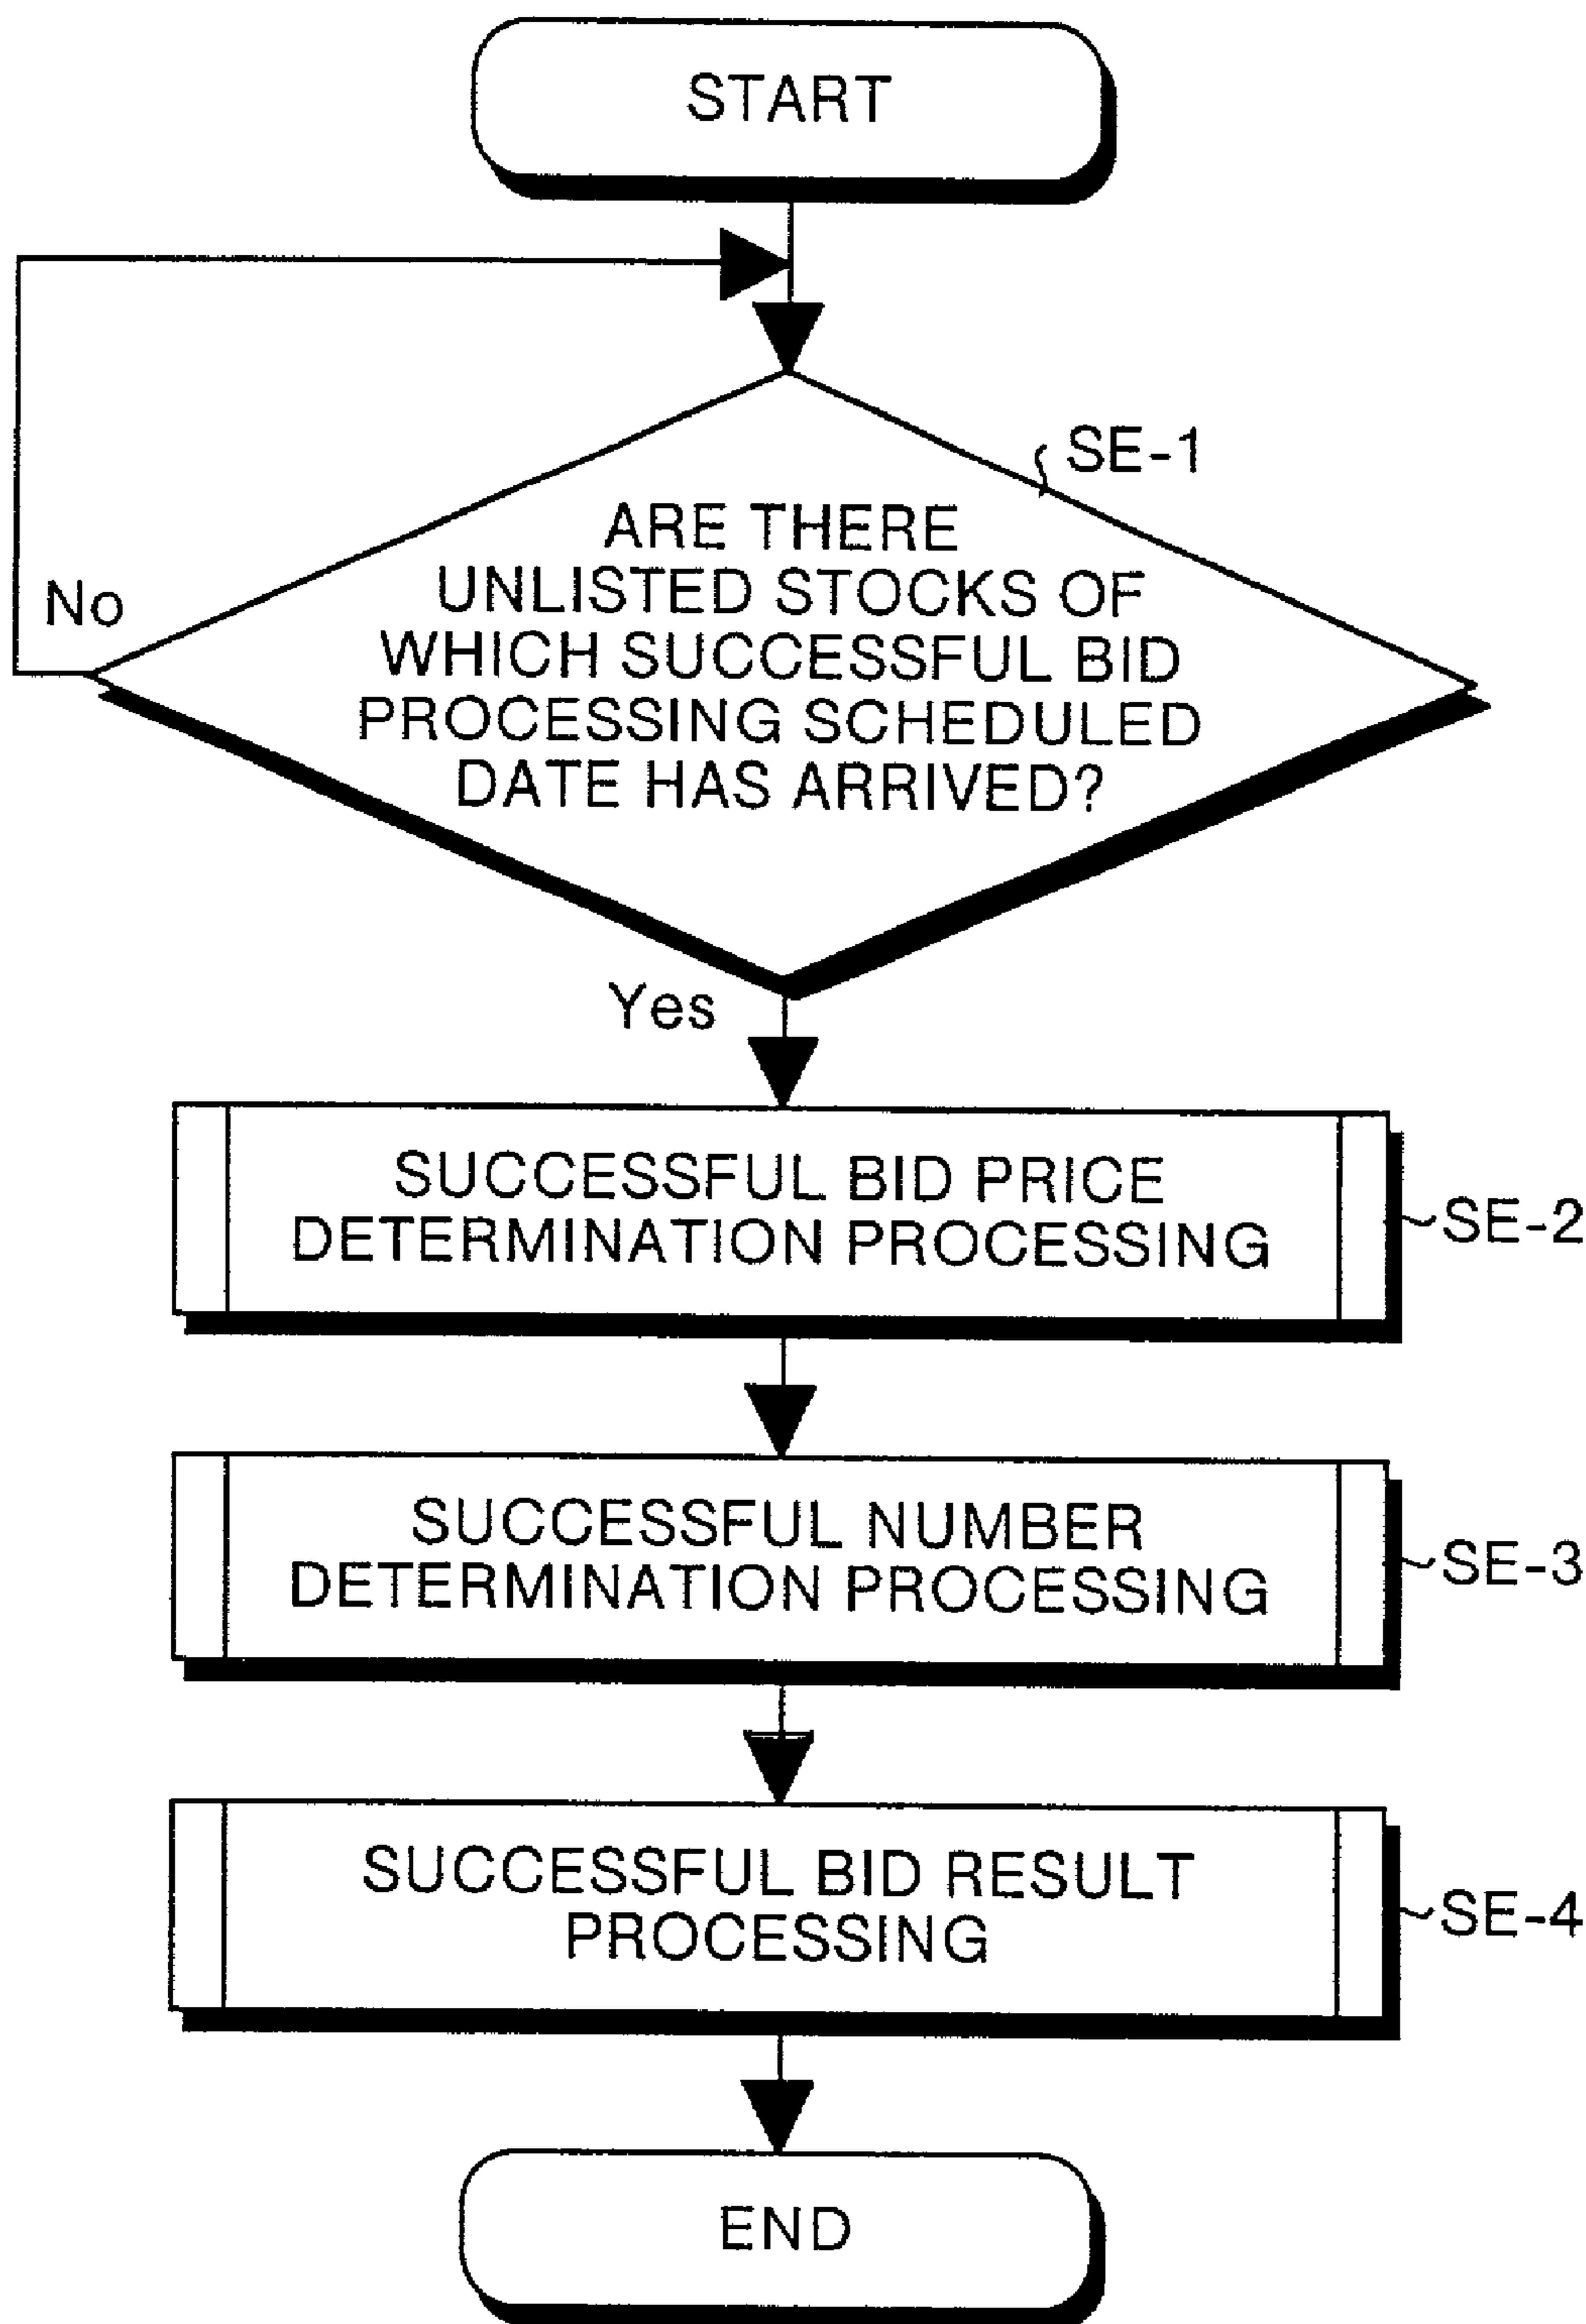 START
SE-1
ARE THERE
UNLISTED STOCKS OF
WHICH SUCCESSFUL BID
PROCESSING SCHEDULED
DATE HAS ARRIVED?
No
Yes
SUCCESSFUL BID PRICE
DETERMINATION PROCESSING
SE-2
SUCCESSFUL NUMBER
DETERMINATION PROCESSING
SE-3
SUCCESSFUL BID RESULT
PROCESSING
SE-4
END